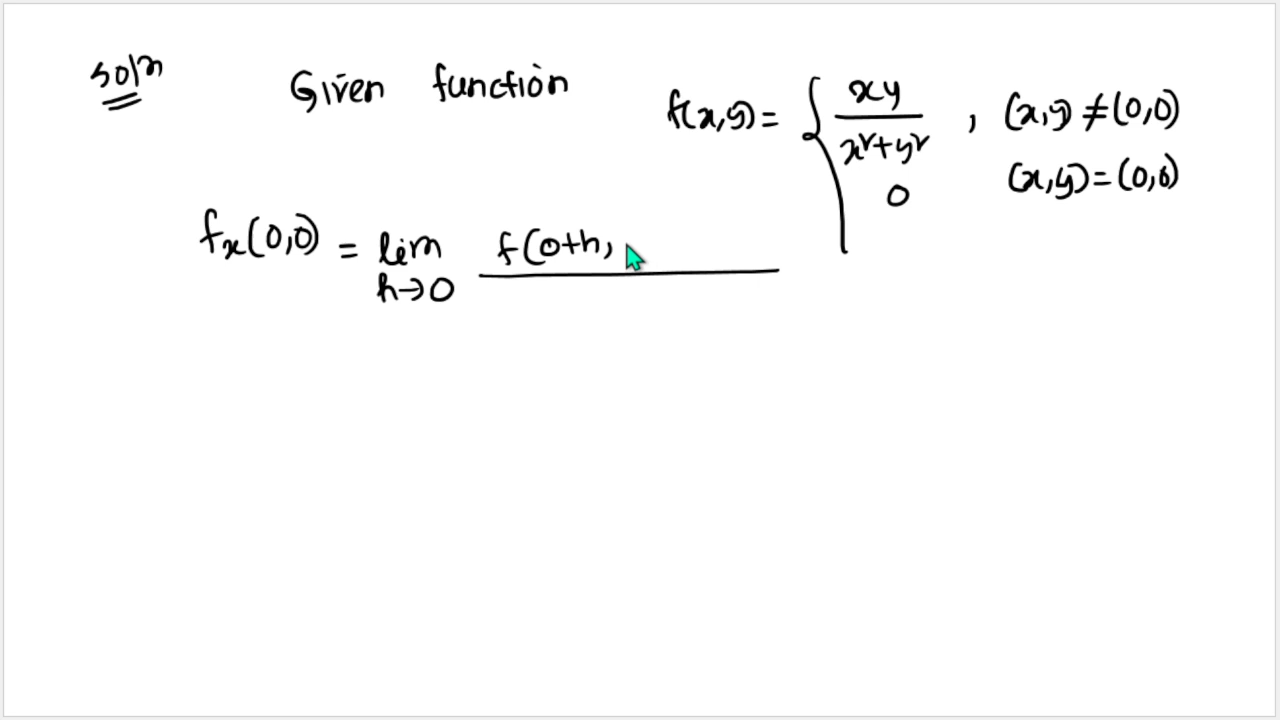 Soln
Given function f(x,y) = { xy / x²+y² , (x,y) ≠ (0,0)
0 (x,y) = (0,0)
fx(0,0) = lim h→0 f(0+h,